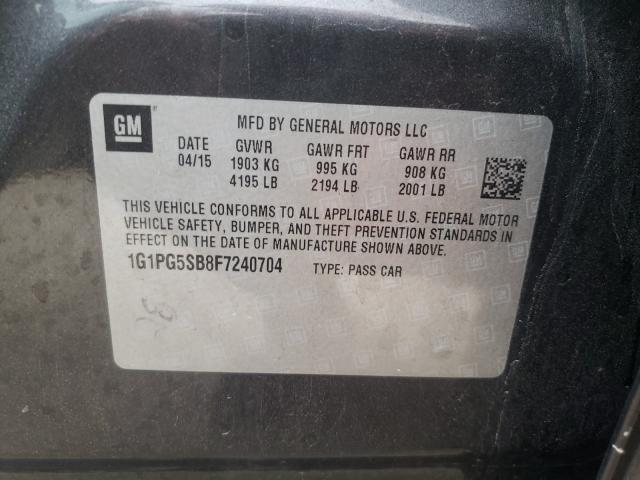 GM
MFD BY GENERAL MOTORS LLC
DATE GVWR GAWR FRT GAWR RR
04/15 1903 KG 995 KG 908 KG
4195 LB 2194 LB 2001 LB
THIS VEHICLE CONFORMS TO ALL APPLICABLE U.S. FEDERAL MOTOR
VEHICLE SAFETY, BUMPER, AND THEFT PREVENTION STANDARDS IN
EFFECT ON THE DATE OF MANUFACTURE SHOWN ABOVE.
1G1PG5SB8F7240704 TYPE: PASS CAR